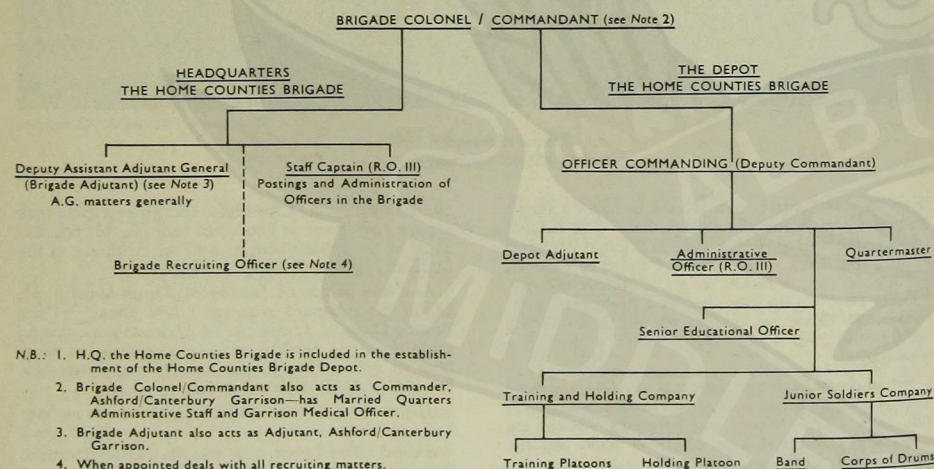 BRIGADE COLONEL / COMMANDANT (see Note 2)
HEADQUARTERS
THE HOME COUNTIES BRIGADE
THE DEPOT
THE HOME COUNTIES BRIGADE
Deputy Assistant Adjutant General
(Brigade Adjutant) (see Note 3)
A.G. matters generally
Staff Captain (R.O. III)
Postings and Administration of
Officers in the Brigade
OFFICER COMMANDING (Deputy Commandant)
Brigade Recruiting Officer (see Note 4)
Depot Adjutant
Administrative
Officer (R.O. III)
Quartermaster
Senior Educational Officer
Training and Holding Company
Junior Soldiers Company
Training Platoons
Holding Platoon
Band
Corps of Drums
N.B.: 1. H.Q. the Home Counties Brigade is included in the establish-
ment of the Home Counties Brigade Depot.
2. Brigade Colonel/Commandant also acts as Commander,
Ashford/Canterbury Garrison—has Married Quarters
Administrative Staff and Garrison Medical Officer.
3. Brigade Adjutant also acts as Adjutant, Ashford/Canterbury
Garrison.
4. When appointed deals with all recruiting matters.
ALBU
MIDDL